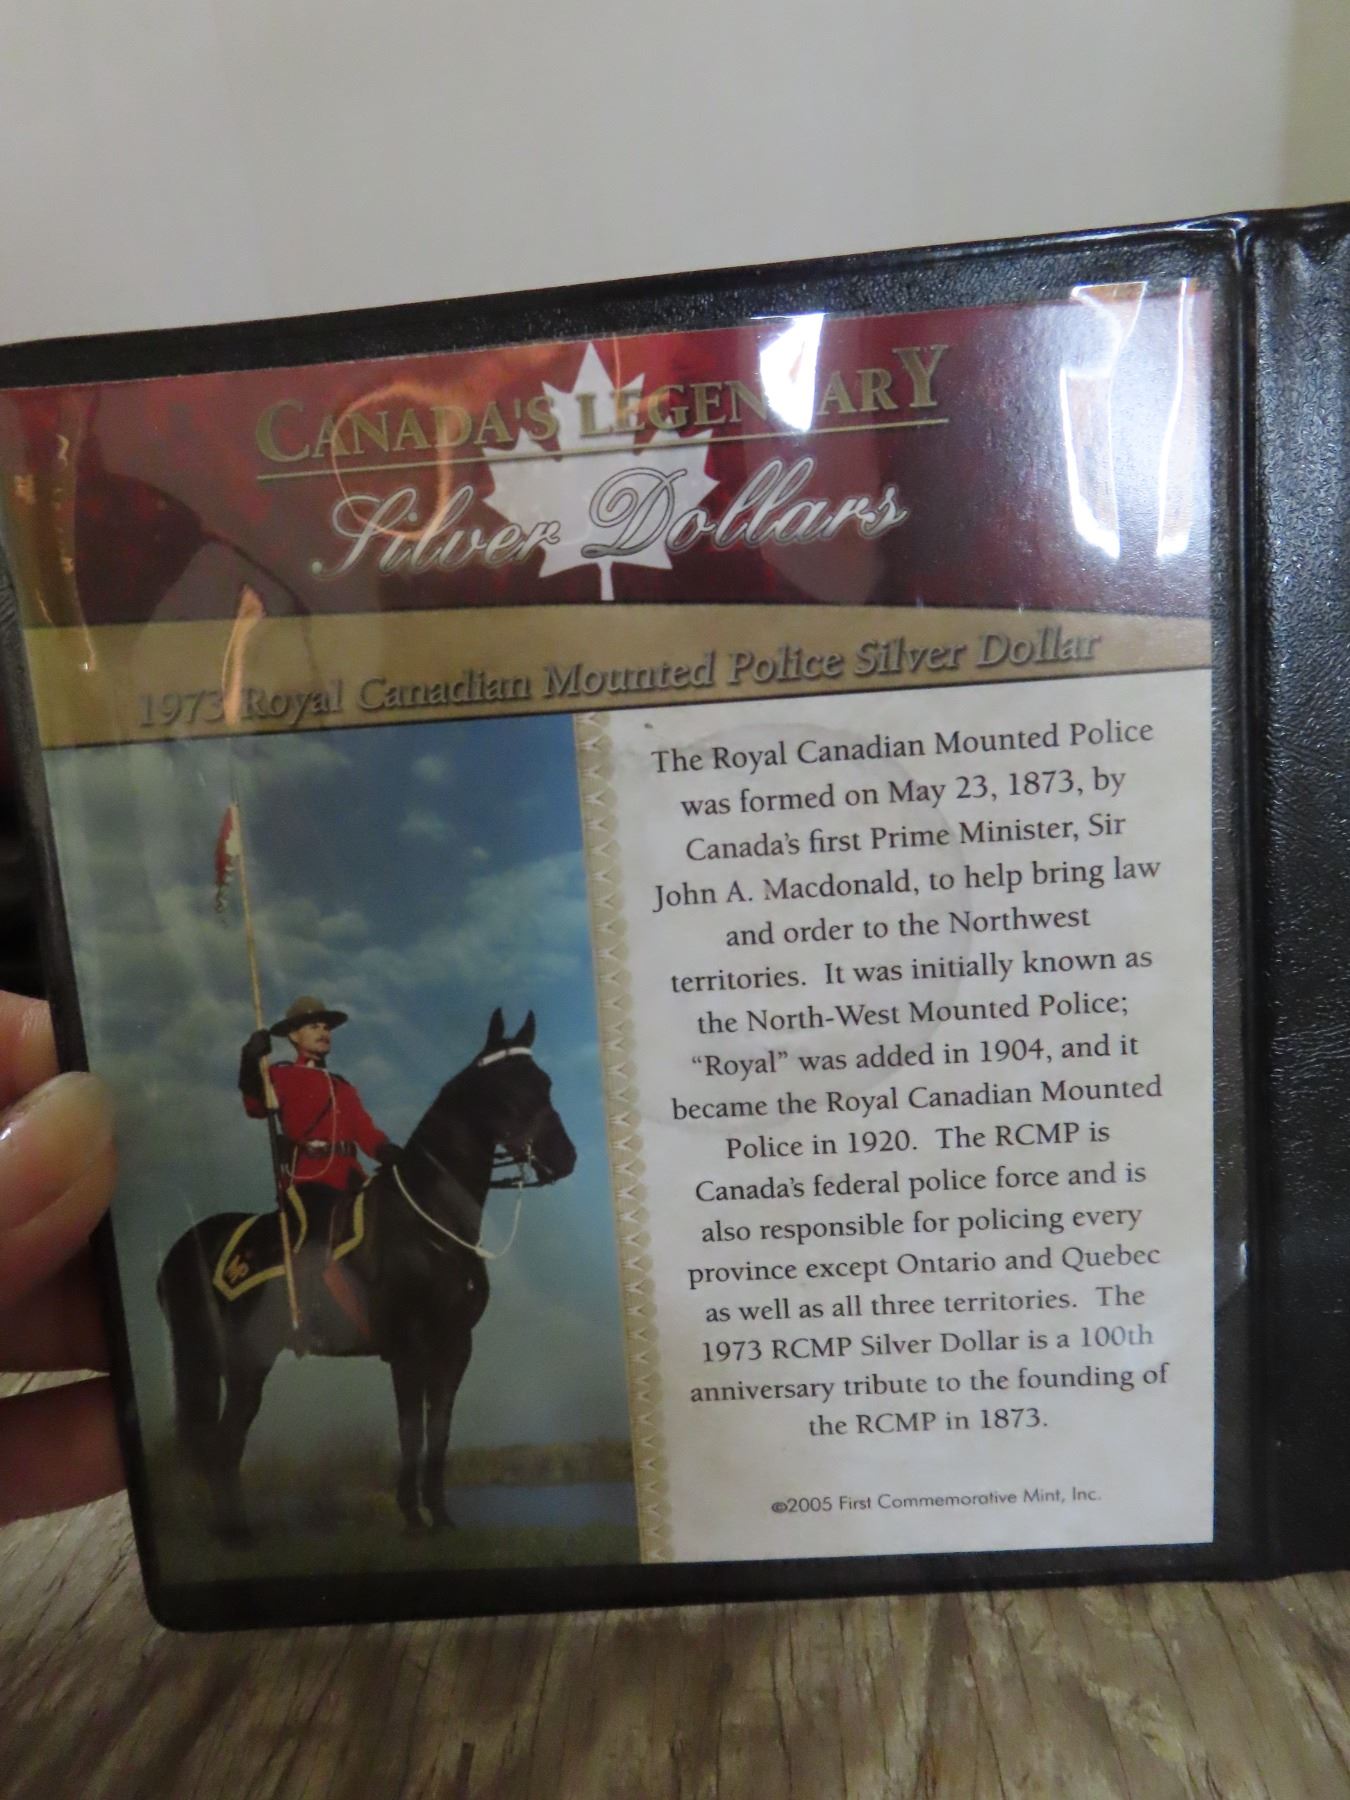 CANADA'S LEGENDARY
Silver Dollars
1973 Royal Canadian Mounted Police Silver Dollar
The Royal Canadian Mounted Police
was formed on May 23, 1873, by
Canada's first Prime Minister, Sir
John A. Macdonald, to help bring law
and order to the Northwest
territories. It was initially known as
the North-West Mounted Police;
“Royal” was added in 1904, and it
became the Royal Canadian Mounted
Police in 1920. The RCMP is
Canada's federal police force and is
also responsible for policing every
province except Ontario and Quebec
as well as all three territories. The
1973 RCMP Silver Dollar is a 100th
anniversary tribute to the founding of
the RCMP in 1873.
©2005 First Commemorative Mint, Inc.